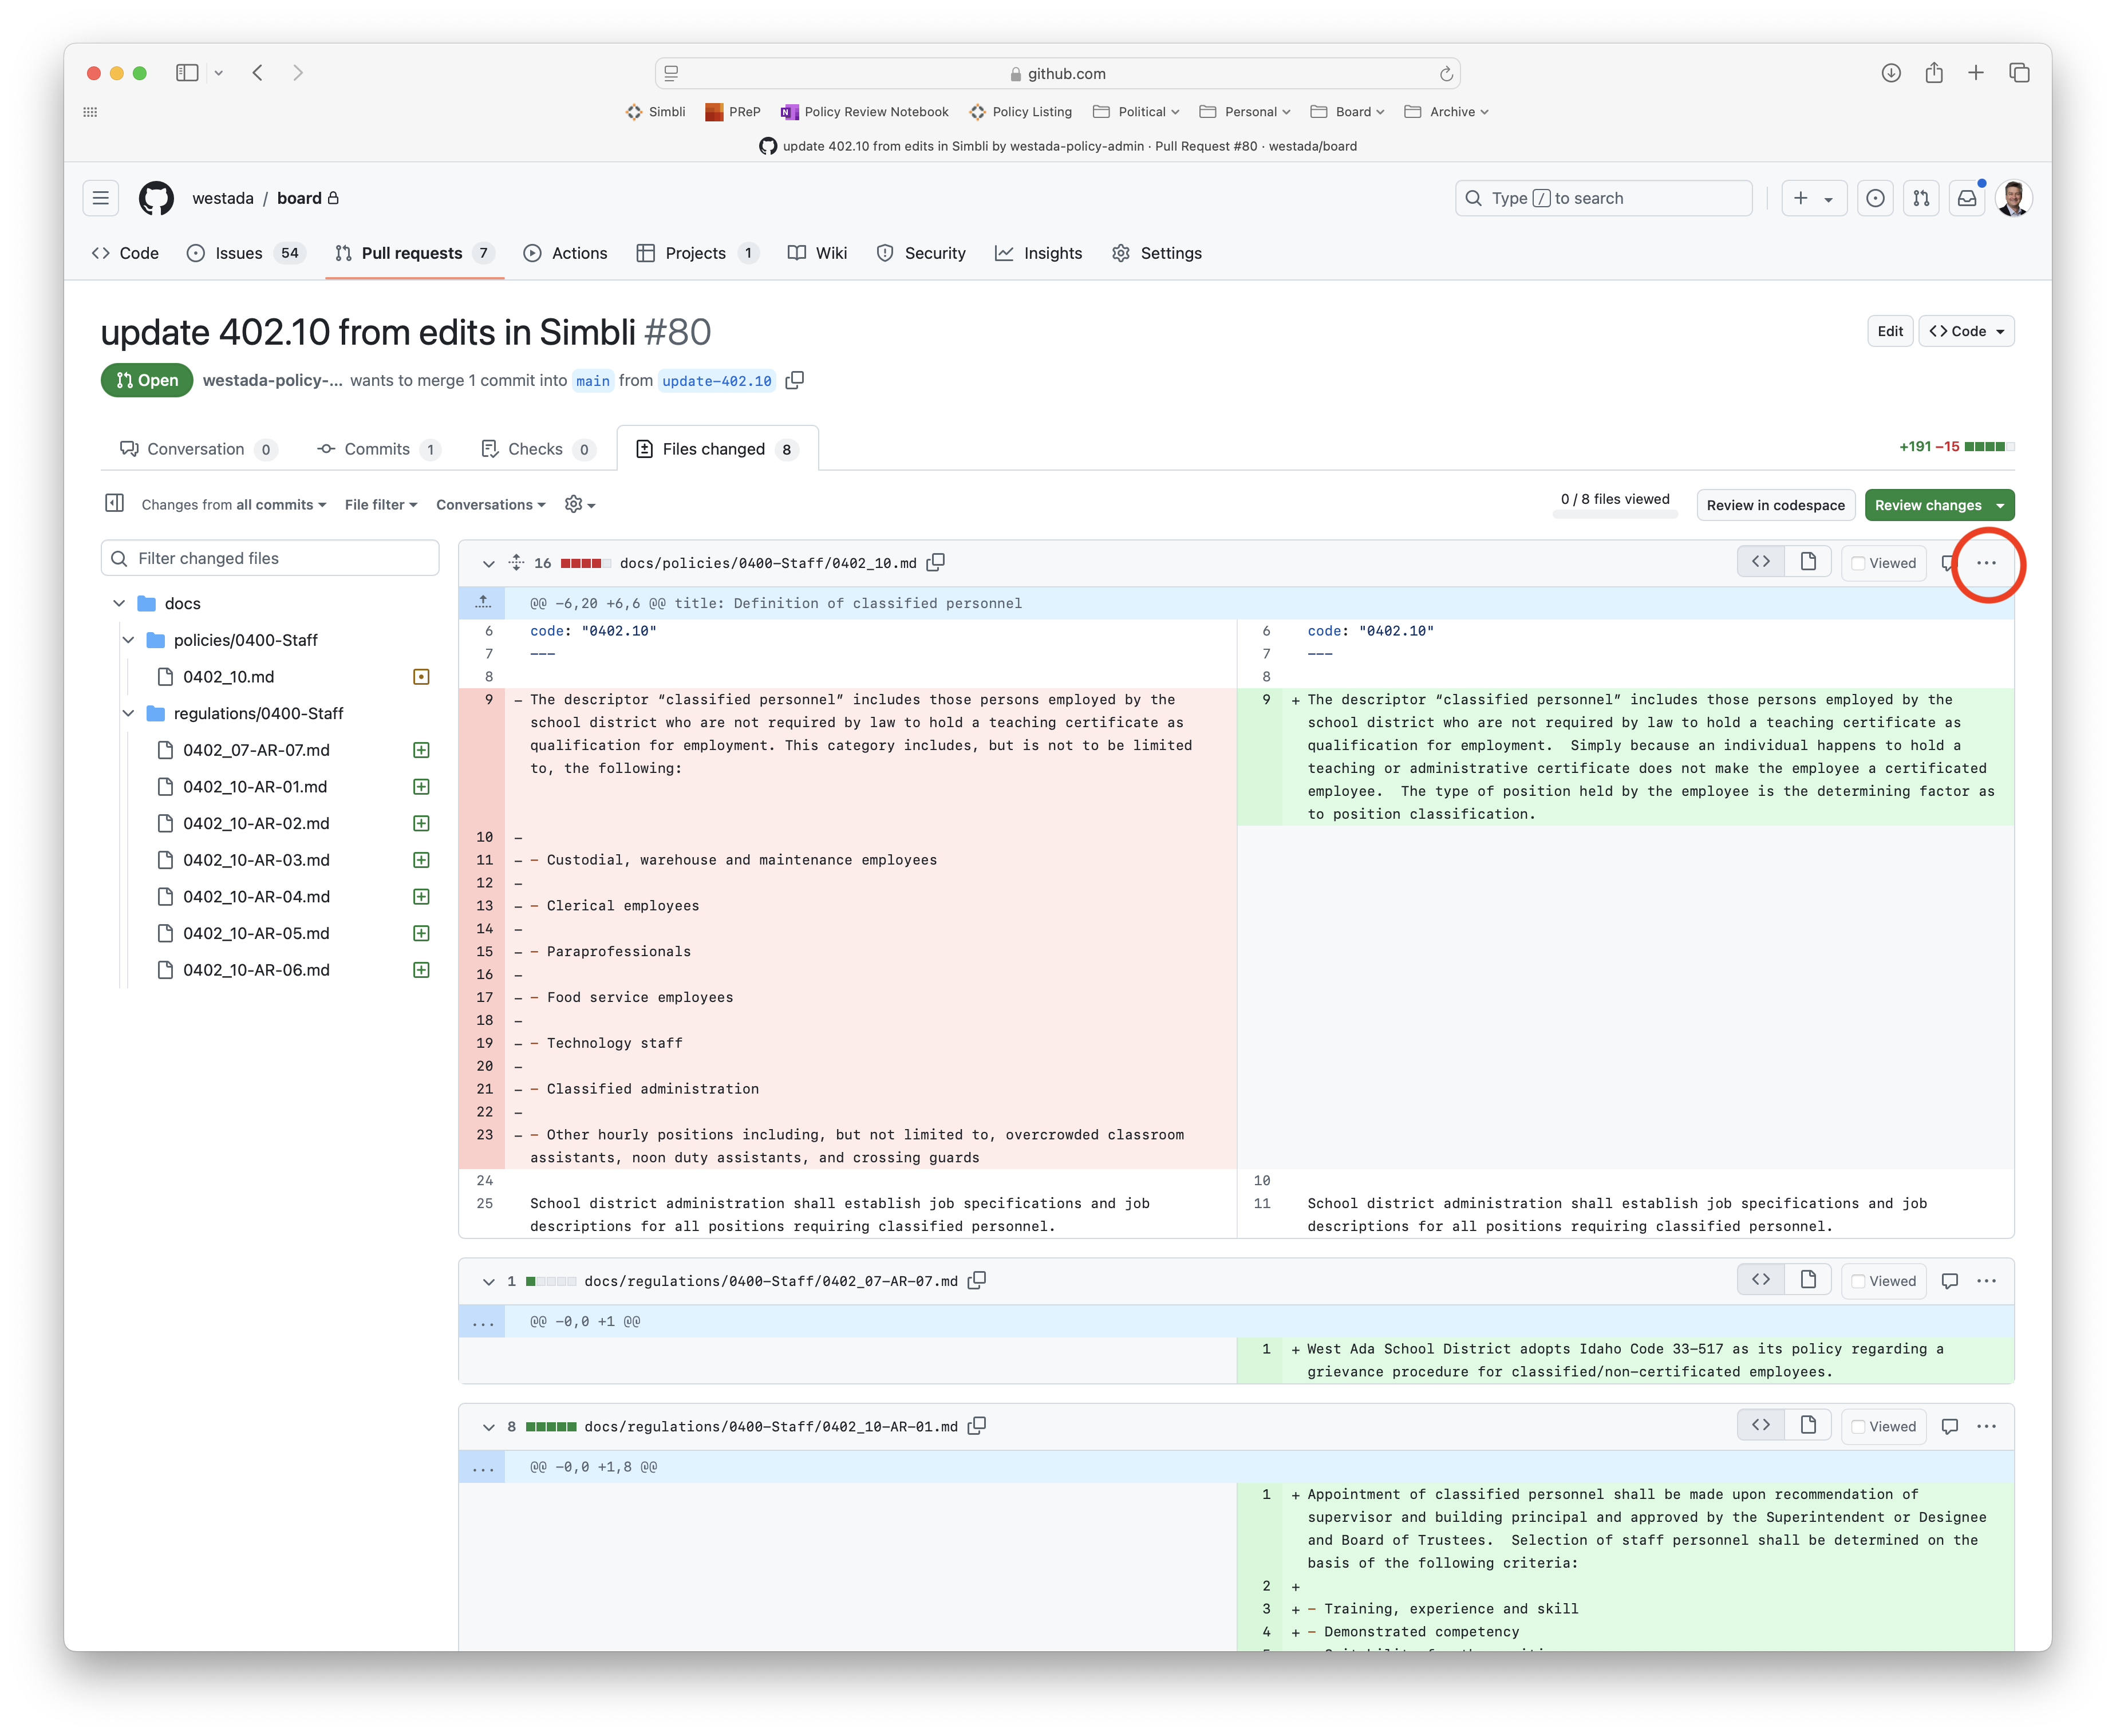 github.com
Simbli PReP Policy Review Notebook Policy Listing Political Personal Board Archive
update 402.10 from edits in Simbli by westada-policy-admin · Pull Request #80 · westada/board
westada / board
Type / to search
Code Issues 54 Pull requests 7 Actions Projects 1 Wiki Security Insights Settings
update 402.10 from edits in Simbli #80
Edit <> Code
Open westada-policy-... wants to merge 1 commit into main from update-402.10
Conversation 0 Commits 1 Checks 0 Files changed 8
+191 −15
Changes from all commits File filter Conversations
0 / 8 files viewed
Review in codespace
Review changes
Filter changed files
docs
policies/0400-Staff
0402_10.md
regulations/0400-Staff
0402_07-AR-07.md
0402_10-AR-01.md
0402_10-AR-02.md
0402_10-AR-03.md
0402_10-AR-04.md
0402_10-AR-05.md
0402_10-AR-06.md
16 docs/policies/0400-Staff/0402_10.md
Viewed
@@ -6,20 +6,6 @@ title: Definition of classified personnel
6 code: "0402.10"
7 ---
8
9 - The descriptor “classified personnel” includes those persons employed by the
school district who are not required by law to hold a teaching certificate as
qualification for employment. This category includes, but is not to be limited
to, the following:
10 -
11 - - Custodial, warehouse and maintenance employees
12 -
13 - - Clerical employees
14 -
15 - - Paraprofessionals
16 -
17 - - Food service employees
18 -
19 - - Technology staff
20 -
21 - - Classified administration
22 -
23 - - Other hourly positions including, but not limited to, overcrowded classroom
assistants, noon duty assistants, and crossing guards
24
25 School district administration shall establish job specifications and job
descriptions for all positions requiring classified personnel.
6 code: "0402.10"
7 ---
8
9 + The descriptor “classified personnel” includes those persons employed by the
school district who are not required by law to hold a teaching certificate as
qualification for employment.  Simply because an individual happens to hold a
teaching or administrative certificate does not make the employee a certificated
employee.  The type of position held by the employee is the determining factor as
to position classification.
10
11 School district administration shall establish job specifications and job
descriptions for all positions requiring classified personnel.
1 docs/regulations/0400-Staff/0402_07-AR-07.md
Viewed
@@ -0,0 +1 @@
1 + West Ada School District adopts Idaho Code 33-517 as its policy regarding a
grievance procedure for classified/non-certificated employees.
8 docs/regulations/0400-Staff/0402_10-AR-01.md
Viewed
@@ -0,0 +1,8 @@
1 + Appointment of classified personnel shall be made upon recommendation of
supervisor and building principal and approved by the Superintendent or Designee
and Board of Trustees.  Selection of staff personnel shall be determined on the
basis of the following criteria:
2 +
3 + - Training, experience and skill
4 + - Demonstrated competency